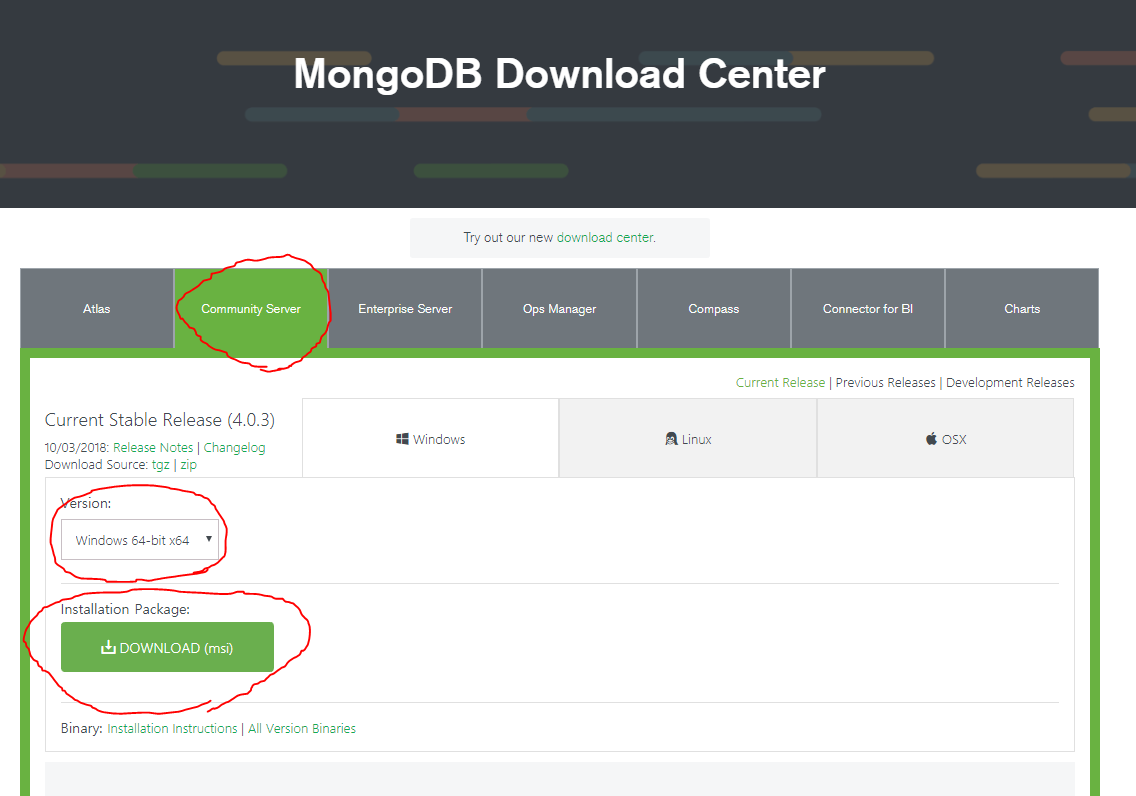 MongoDB Download Center
Try out our new download center.
Atlas
Community Server
Enterprise Server
Ops Manager
Compass
Connector for BI
Charts
Current Release | Previous Releases | Development Releases
Current Stable Release (4.0.3)
10/03/2018: Release Notes | Changelog
Download Source: tgz | zip
Windows
Linux
OSX
Version:
Windows 64-bit x64
Installation Package:
DOWNLOAD (msi)
Binary: Installation Instructions | All Version Binaries